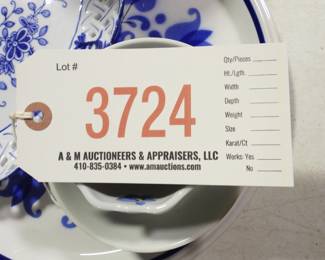 Lot #
3724
A & M AUCTIONEERS & APPRAISERS, LLC
410-835-0384 • www.amauctions.com
Qty/Pieces
Ht./Lgth.
Width
Depth
Weight
Size
Karat/Ct
Works: Yes
No